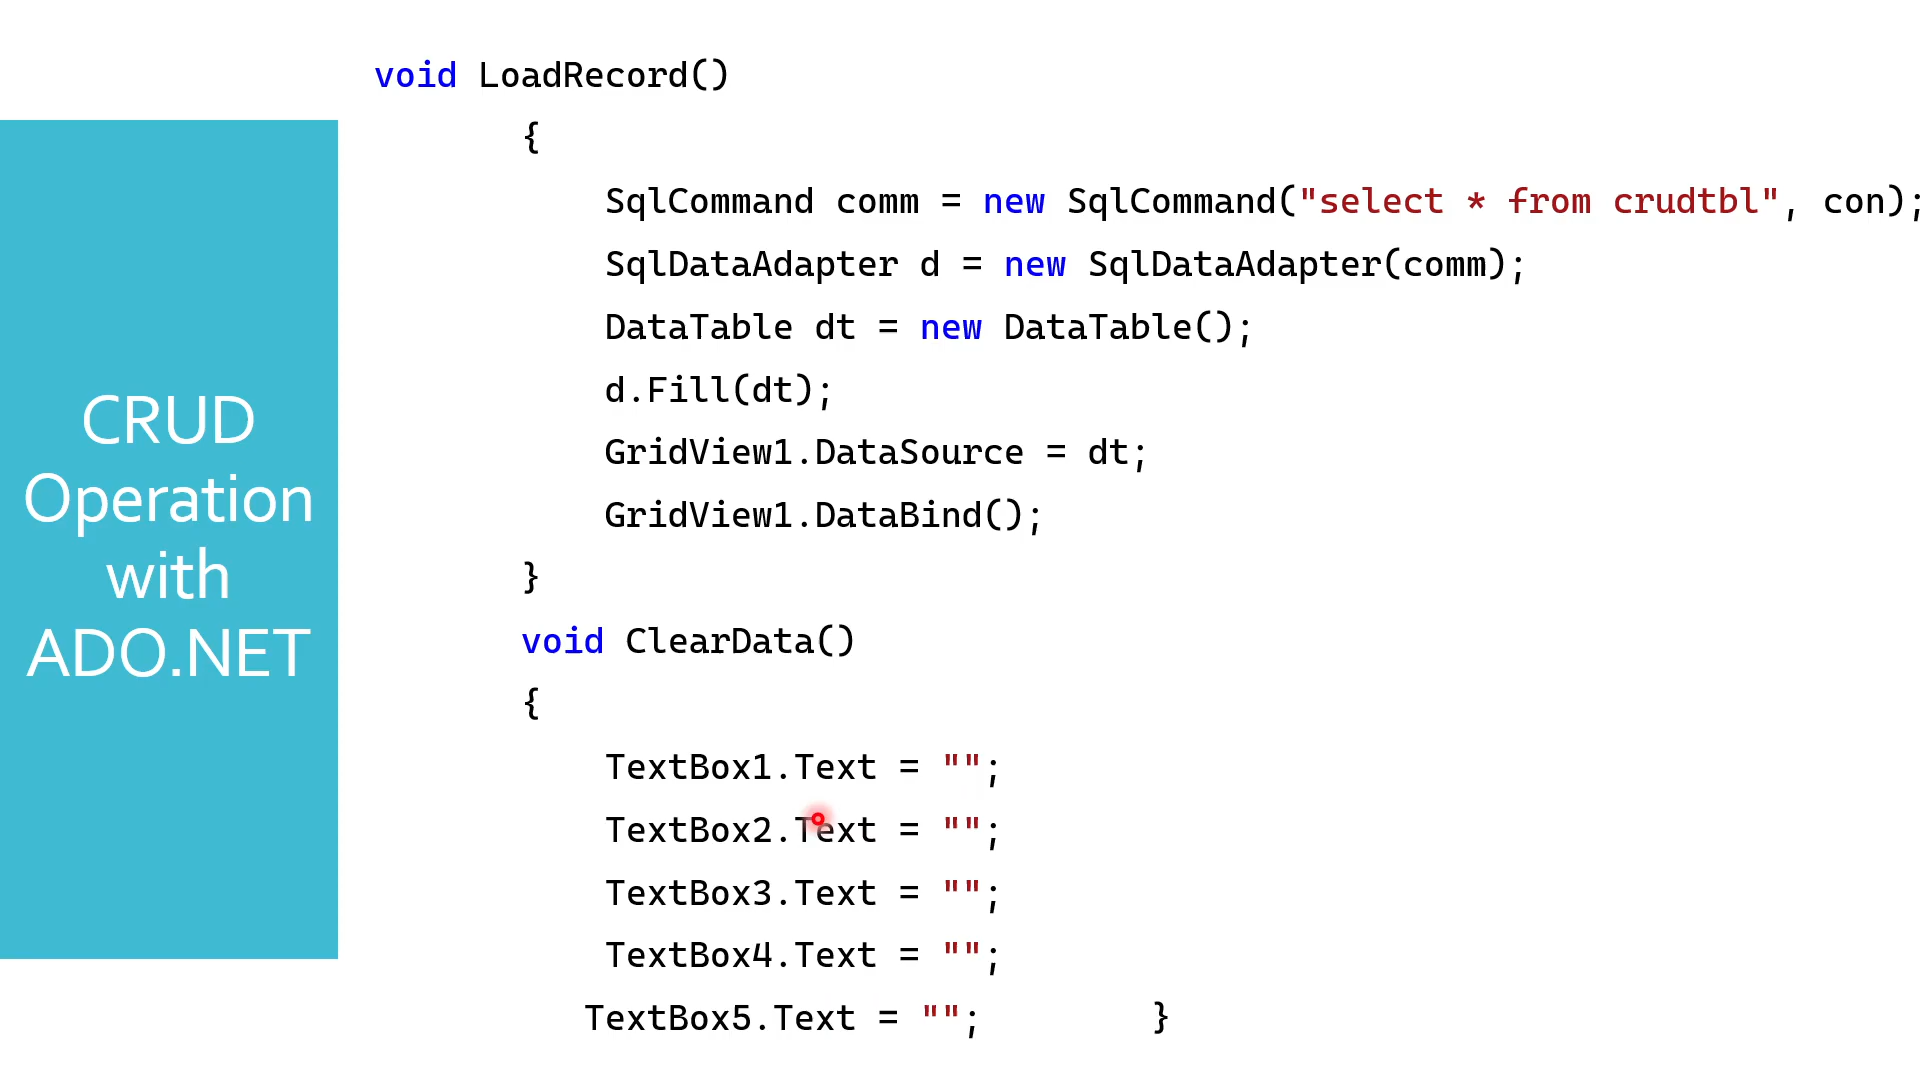 CRUD
Operation
with
ADO.NET
void LoadRecord()
{
SqlCommand comm = new SqlCommand("select * from crudtbl", con);
SqlDataAdapter d = new SqlDataAdapter(comm);
DataTable dt = new DataTable();
d.Fill(dt);
GridView1.DataSource = dt;
GridView1.DataBind();
}
void ClearData()
{
TextBox1.Text = "";
TextBox2.Text = "";
TextBox3.Text = "";
TextBox4.Text = "";
TextBox5.Text = ""; }